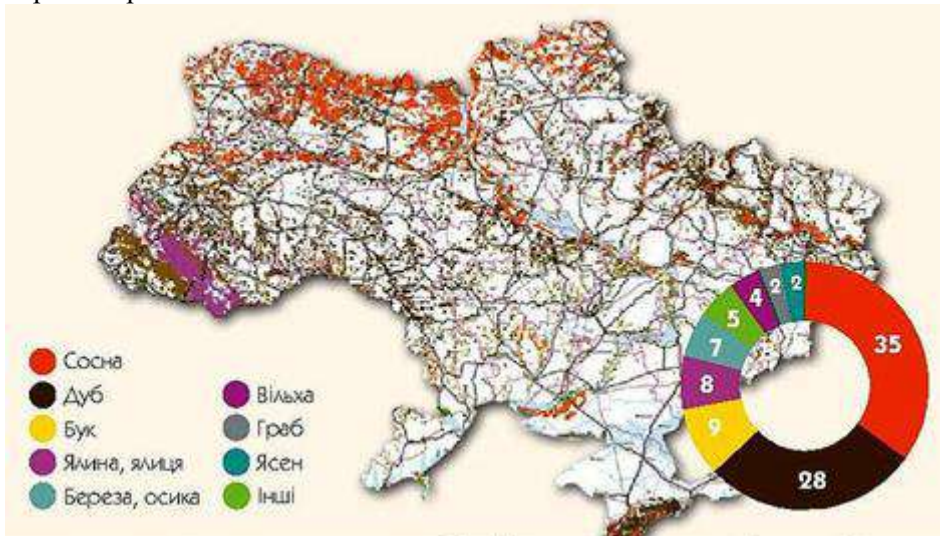 Сосна
Дуб
Бук
Ялина, ялиця
Береза, осика
Вільха
Граб
Ясен
Інші
35
28
9
8
7
5
4
2
2